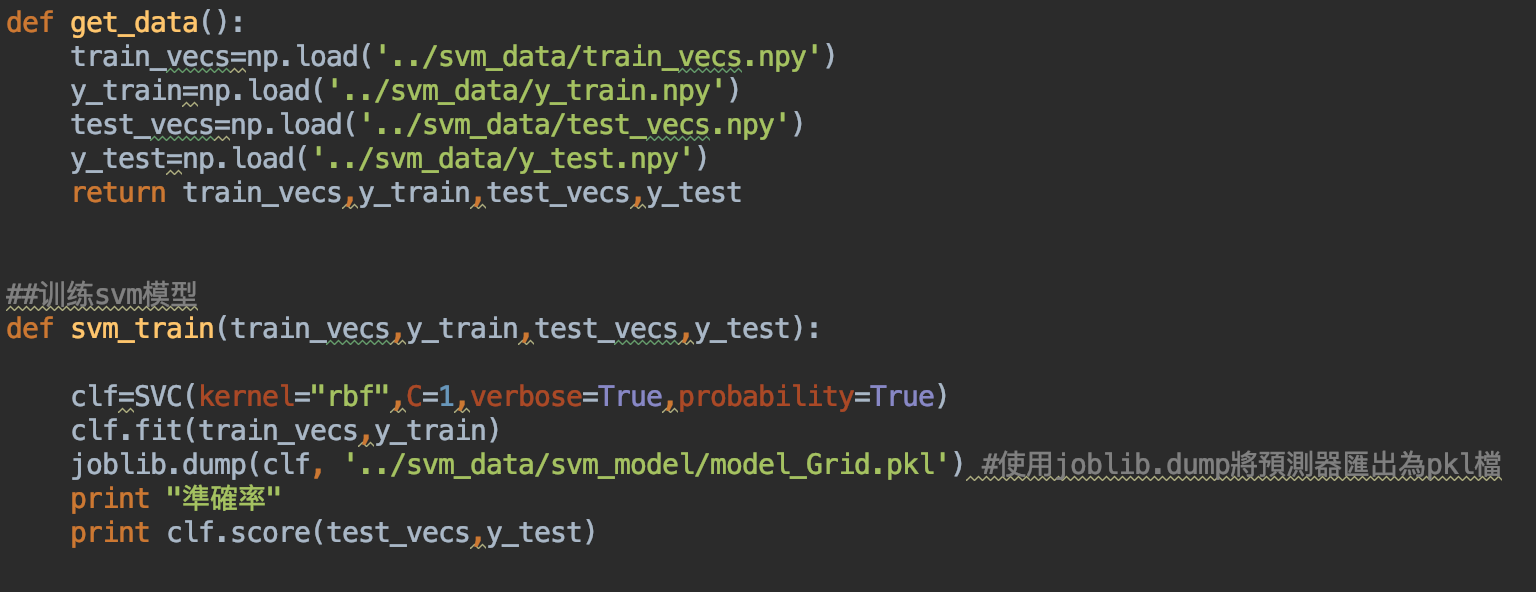 def get_data():
    train_vecs=np.load('../svm_data/train_vecs.npy')
    y_train=np.load('../svm_data/y_train.npy')
    test_vecs=np.load('../svm_data/test_vecs.npy')
    y_test=np.load('../svm_data/y_test.npy')
    return train_vecs,y_train,test_vecs,y_test
##训练svm模型
def svm_train(train_vecs,y_train,test_vecs,y_test):
    clf=SVC(kernel="rbf",C=1,verbose=True,probability=True)
    clf.fit(train_vecs,y_train)
    joblib.dump(clf, '../svm_data/svm_model/model_Grid.pkl') #使用joblib.dump將預測器匯出為pkl檔
    print "準確率"
    print clf.score(test_vecs,y_test)